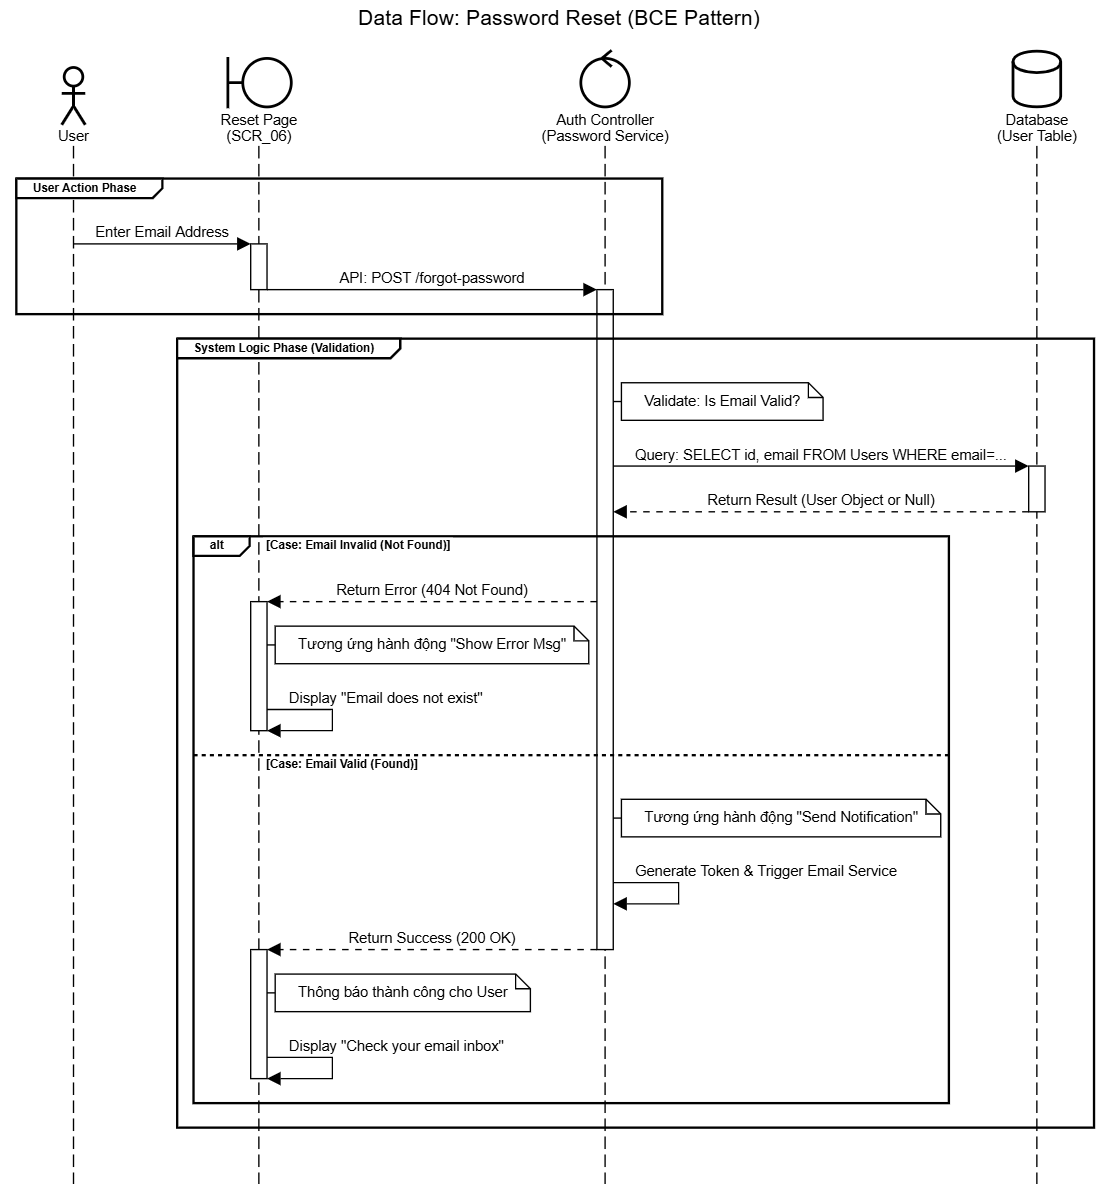 Data Flow: Password Reset (BCE Pattern)
User
Reset Page
(SCR_06)
Auth Controller
(Password Service)
Database
(User Table)
User Action Phase
Enter Email Address
API: POST /forgot-password
System Logic Phase (Validation)
Validate: Is Email Valid?
Query: SELECT id, email FROM Users WHERE email=...
Return Result (User Object or Null)
alt
[Case: Email Invalid (Not Found)]
Return Error (404 Not Found)
Tương ứng hành động "Show Error Msg"
Display "Email does not exist"
[Case: Email Valid (Found)]
Tương ứng hành động "Send Notification"
Generate Token & Trigger Email Service
Return Success (200 OK)
Thông báo thành công cho User
Display "Check your email inbox"